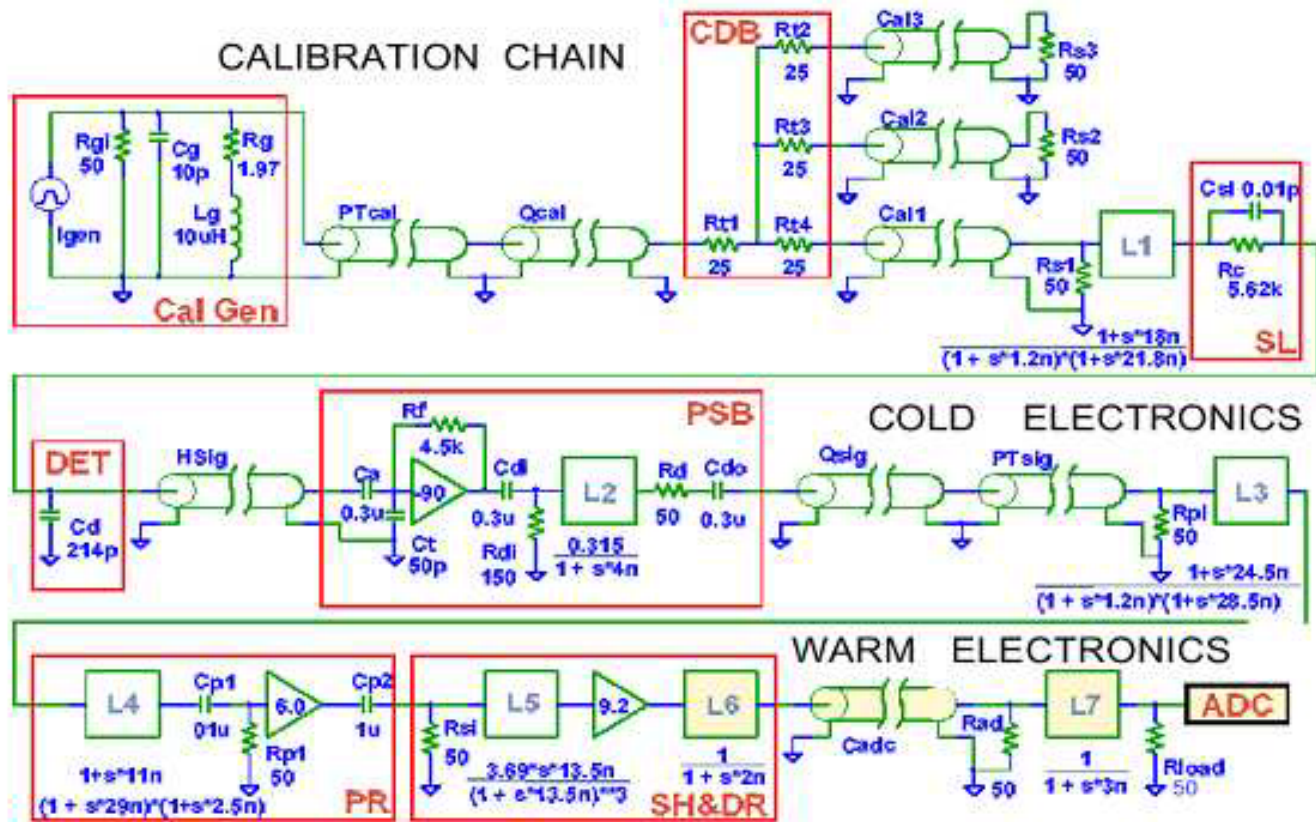 CALIBRATION CHAIN
CDB
Rt2
25
Cal3
Rs3
50
Rgi
50
Cg
10p
Rg
1.97
Rt3
25
Cal2
Rs2
50
Igen
Lg
10uH
PTcal
Qcal
Rt1
25
Rt4
25
Cal1
Rs1
50
L1
Csl 0.01p
Rc
5.62k
Cal Gen
1+s*18n
(1 + s*1.2n)*(1+s*21.8n)
SL
PSB
COLD ELECTRONICS
DET
Cd
214p
HSig
Rf
4.5k
Ca
0.3u
-90
Ct
50p
Cdi
0.3u
Rdi
150
L2
0.315
1 + s*4n
Rd
50
Cdo
0.3u
Qsig
PTsig
Rpi
50
L3
1+s*24.5n
(1 + s*1.2n)*(1+s*28.5n)
WARM ELECTRONICS
L4
1+s*11n
(1 + s*29n)*(1+s*2.5n)
Cp1
01u
Rp1
50
6.0
Cp2
1u
PR
Rsi
50
L5
3.69*s*13.5n
(1 + s*13.5n)**3
9.2
L6
1
1 + s*2n
SH&DR
Cadc
Rad
50
L7
1
1 + s*3n
Rload
50
ADC